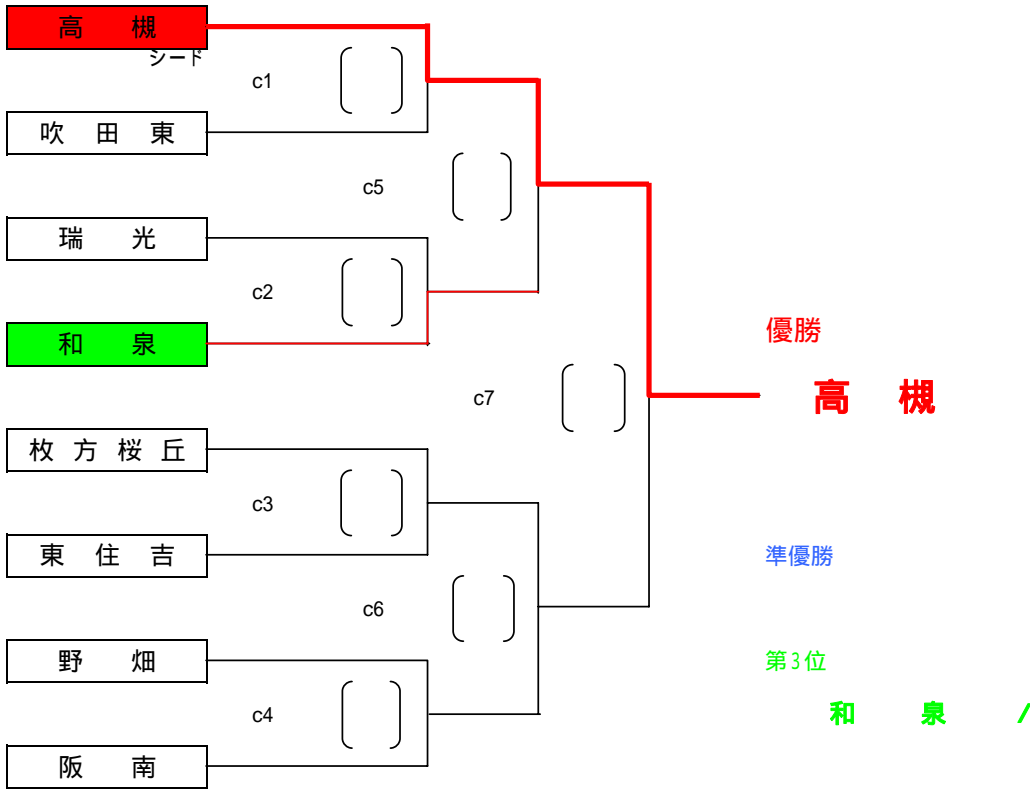 高　槻
シード
c1
吹　田　東
c5
瑞　光
c2
和　泉
優勝
高　槻
c7
枚 方 桜 丘
c3
東　住　吉
準優勝
c6
野　畑
第3位
和　泉　/
c4
阪　南